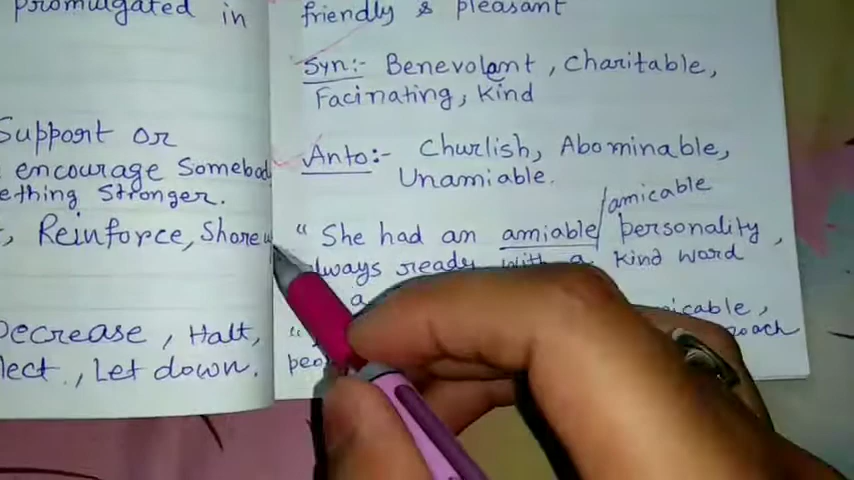 promulgated in
Support or
encourage Somebod
ething Stronger.
Reinforce, Shore u
Decrease, Halt,
lect, Let down.
friendly & pleasant
Syn:- Benevolant, Charitable,
Facinating, Kind
Anto:- Churlish, Abominable,
Unamiable.
"She had an amiable/amicable personality,
always ready with a kind word